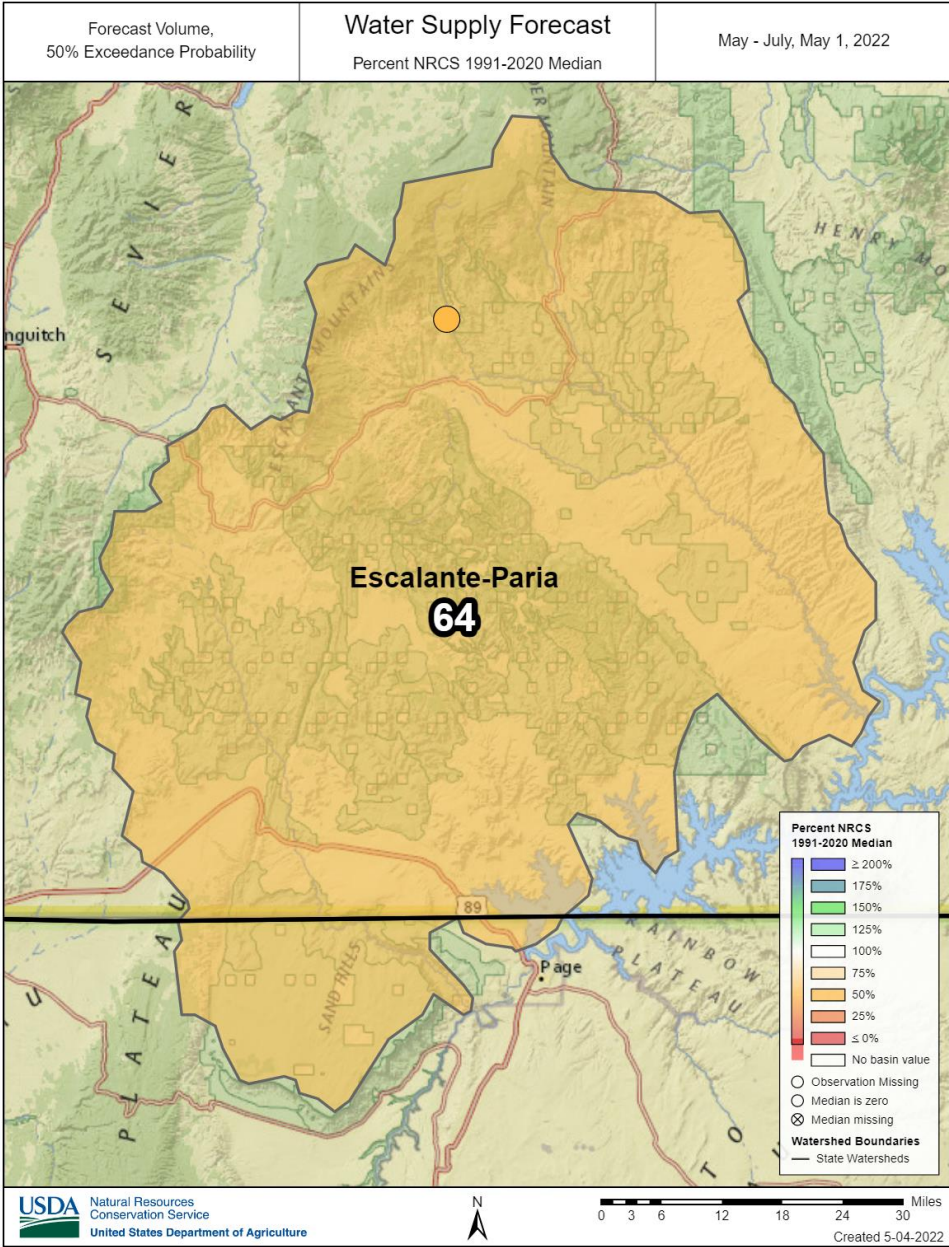 Forecast Volume,
50% Exceedance Probability
Water Supply Forecast
Percent NRCS 1991-2020 Median
May - July, May 1, 2022
SEVIER
DER MOUNTAIN
HENRY MO
nguitch
ESCALANTE MOUNTAINS
Escalante-Paria
64
89
PLATEAU
SAND HILLS
Page
RAINBOW
PLATEAU
U
T O
Percent NRCS
1991-2020 Median
≥ 200%
175%
150%
125%
100%
75%
50%
25%
≤ 0%
No basin value
Observation Missing
Median is zero
Median missing
Watershed Boundaries
State Watersheds
USDA
Natural Resources
Conservation Service
United States Department of Agriculture
N
Miles
0 3 6 12 18 24 30
Created 5-04-2022